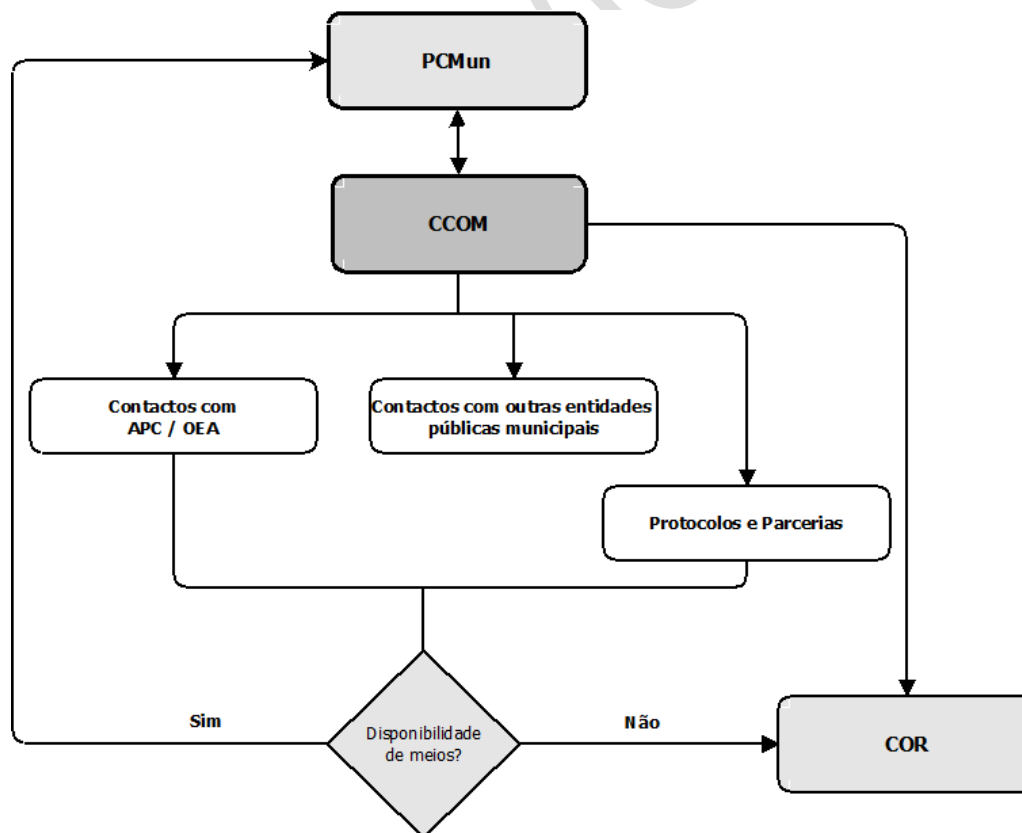 PCMun
CCOM
Contactos com
APC / OEA
Contactos com outras entidades
públicas municipais
Protocolos e Parcerias
Sim
Disponibilidade
de meios?
Não
COR